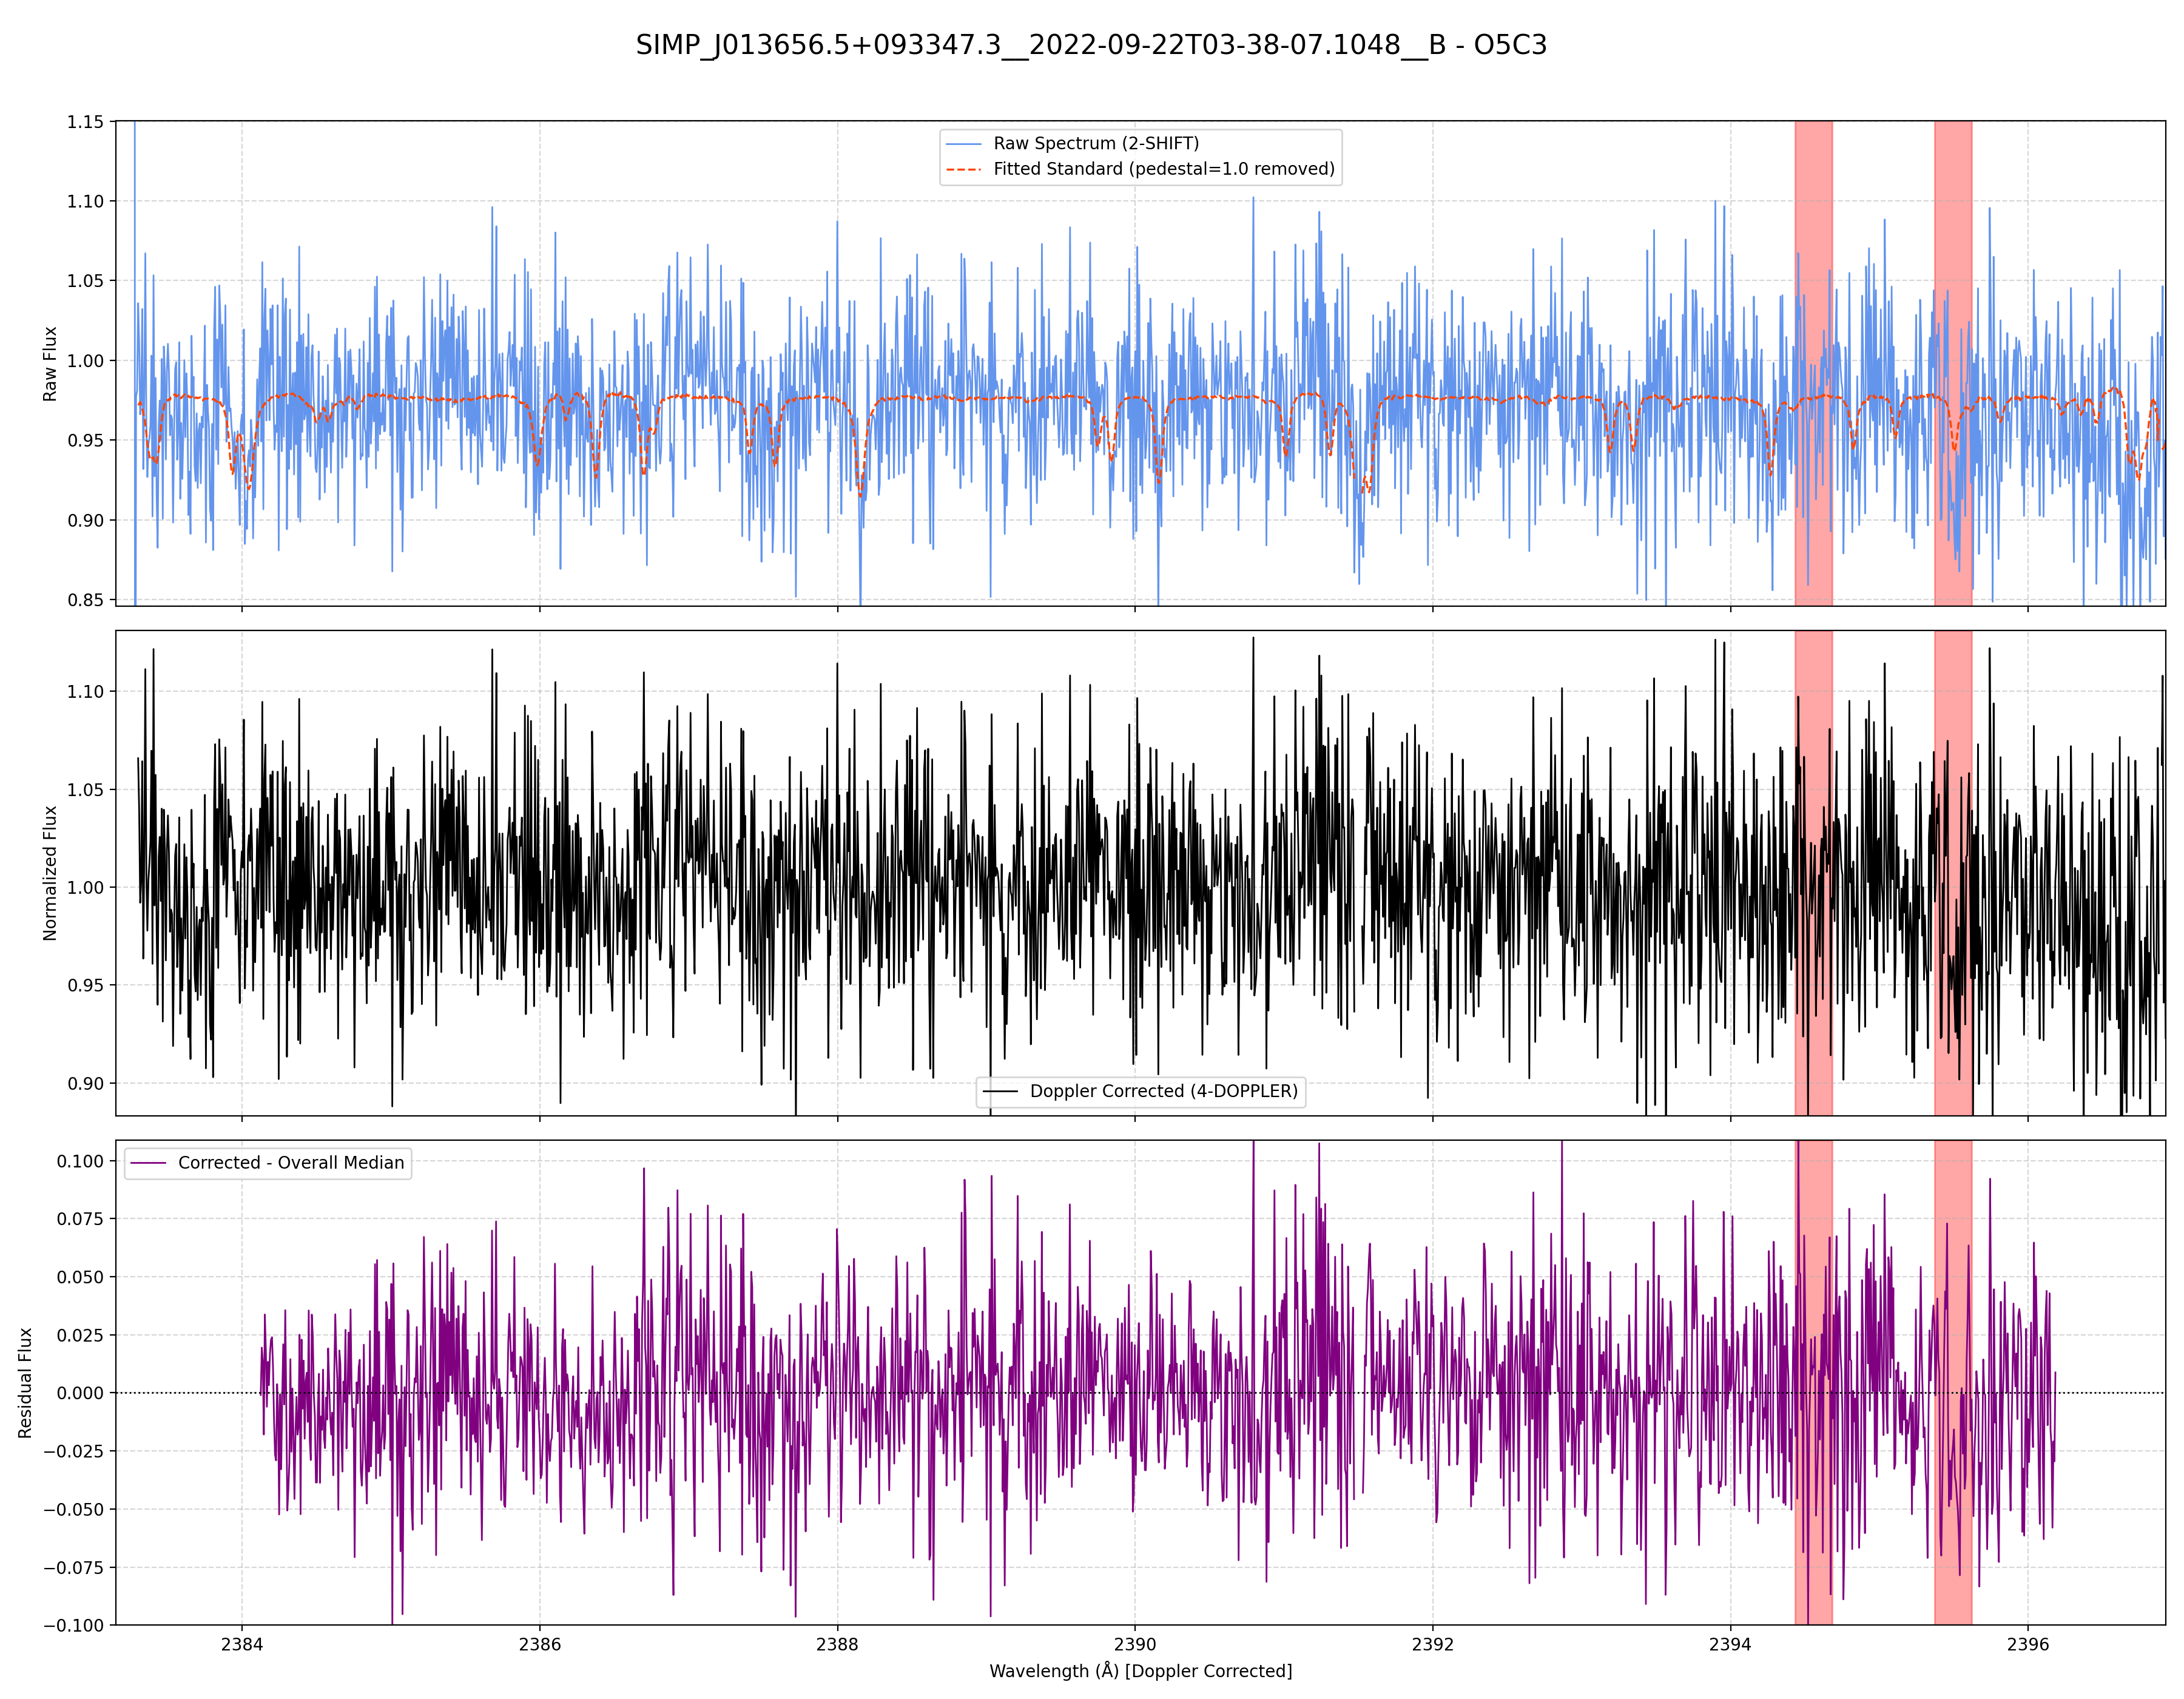 SIMP_J013656.5+093347.3__2022-09-22T03-38-07.1048__B - O5C3
Raw Spectrum (2-SHIFT)
Fitted Standard (pedestal=1.0 removed)
Raw Flux
1.15
1.10
1.05
1.00
0.95
0.90
0.85
Doppler Corrected (4-DOPPLER)
Normalized Flux
1.10
1.05
1.00
0.95
0.90
Corrected - Overall Median
Residual Flux
0.100
0.075
0.050
0.025
0.000
−0.025
−0.050
−0.075
−0.100
2384 2386 2388 2390 2392 2394 2396
Wavelength (Å) [Doppler Corrected]